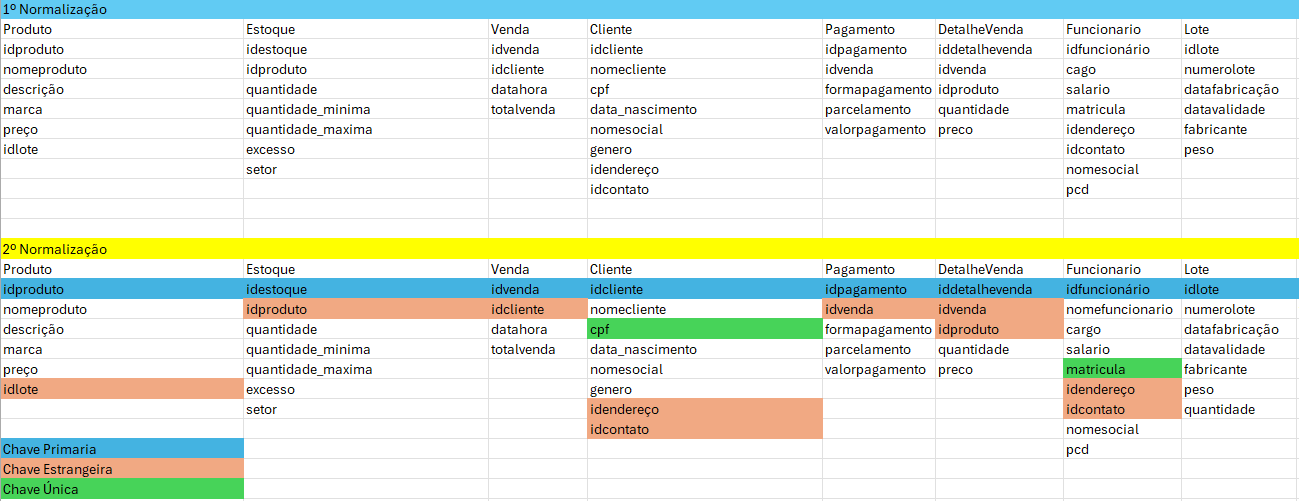 1º Normalização
Produto Estoque Venda Cliente Pagamento DetalheVenda Funcionario Lote
idproduto idestoque idvenda idcliente idpagamento iddetalhevenda idfuncionário idlote
nomeproduto idproduto idcliente nomecliente idvenda idvenda cago numerolote
descrição quantidade datahora cpf formapagamento idproduto salario datafabricação
marca quantidade_minima totalvenda data_nascimento parcelamento quantidade matricula datavalidade
preço quantidade_maxima nomesocial valorpagamento preco idendereço fabricante
idlote excesso genero idcontato peso
setor idendereço nomesocial
idcontato pcd
2º Normalização
Produto Estoque Venda Cliente Pagamento DetalheVenda Funcionario Lote
idproduto idestoque idvenda idcliente idpagamento iddetalhevenda idfuncionário idlote
nomeproduto idproduto idcliente nomecliente idvenda idvenda nomefuncionario numerolote
descrição quantidade datahora cpf formapagamento idproduto cargo datafabricação
marca quantidade_minima totalvenda data_nascimento parcelamento quantidade salario datavalidade
preço quantidade_maxima nomesocial valorpagamento preco matricula fabricante
idlote excesso genero idendereço peso
setor idendereço idcontato quantidade
idcontato nomesocial
Chave Primaria pcd
Chave Estrangeira
Chave Única